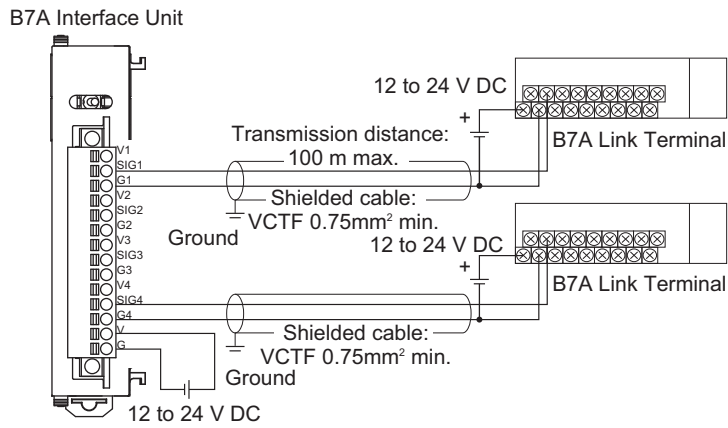 B7A Interface Unit
12 to 24 V DC
+
B7A Link Terminal
Transmission distance:
100 m max.
V1
SIG1
G1
V2
SIG2
G2
V3
SIG3
G3
V4
SIG4
G4
V
G
Shielded cable:
VCTF 0.75mm² min.
Ground
12 to 24 V DC
+
B7A Link Terminal
Shielded cable:
VCTF 0.75mm² min.
Ground
12 to 24 V DC